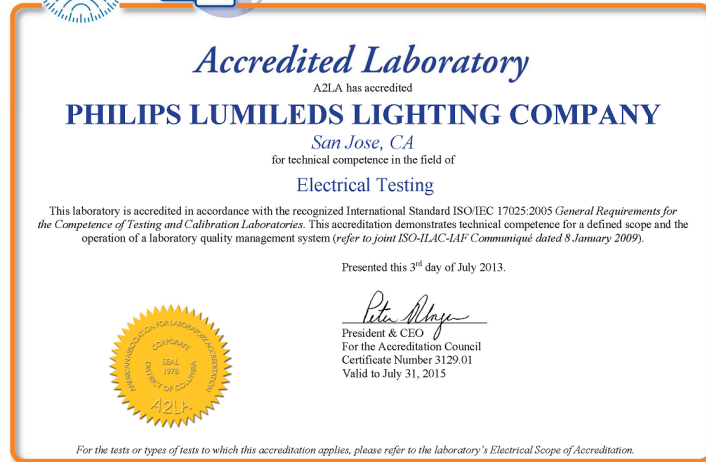 Accredited Laboratory
A2LA has accredited
PHILIPS LUMILEDS LIGHTING COMPANY
San Jose, CA
for technical competence in the field of
Electrical Testing
This laboratory is accredited in accordance with the recognized International Standard ISO/IEC 17025:2005 General Requirements for
the Competence of Testing and Calibration Laboratories. This accreditation demonstrates technical competence for a defined scope and the
operation of a laboratory quality management system (refer to joint ISO-ILAC-IAF Communiqué dated 8 January 2009).
Presented this 3rd day of July 2013.
President & CEO
For the Accreditation Council
Certificate Number 3129.01
Valid to July 31, 2015
AMERICAN ASSOCIATION FOR LABORATORY ACCREDITATION
CORPORATE
SEAL
1978
DISTRICT OF COLUMBIA
A2LA
For the tests or types of tests to which this accreditation applies, please refer to the laboratory's Electrical Scope of Accreditation.